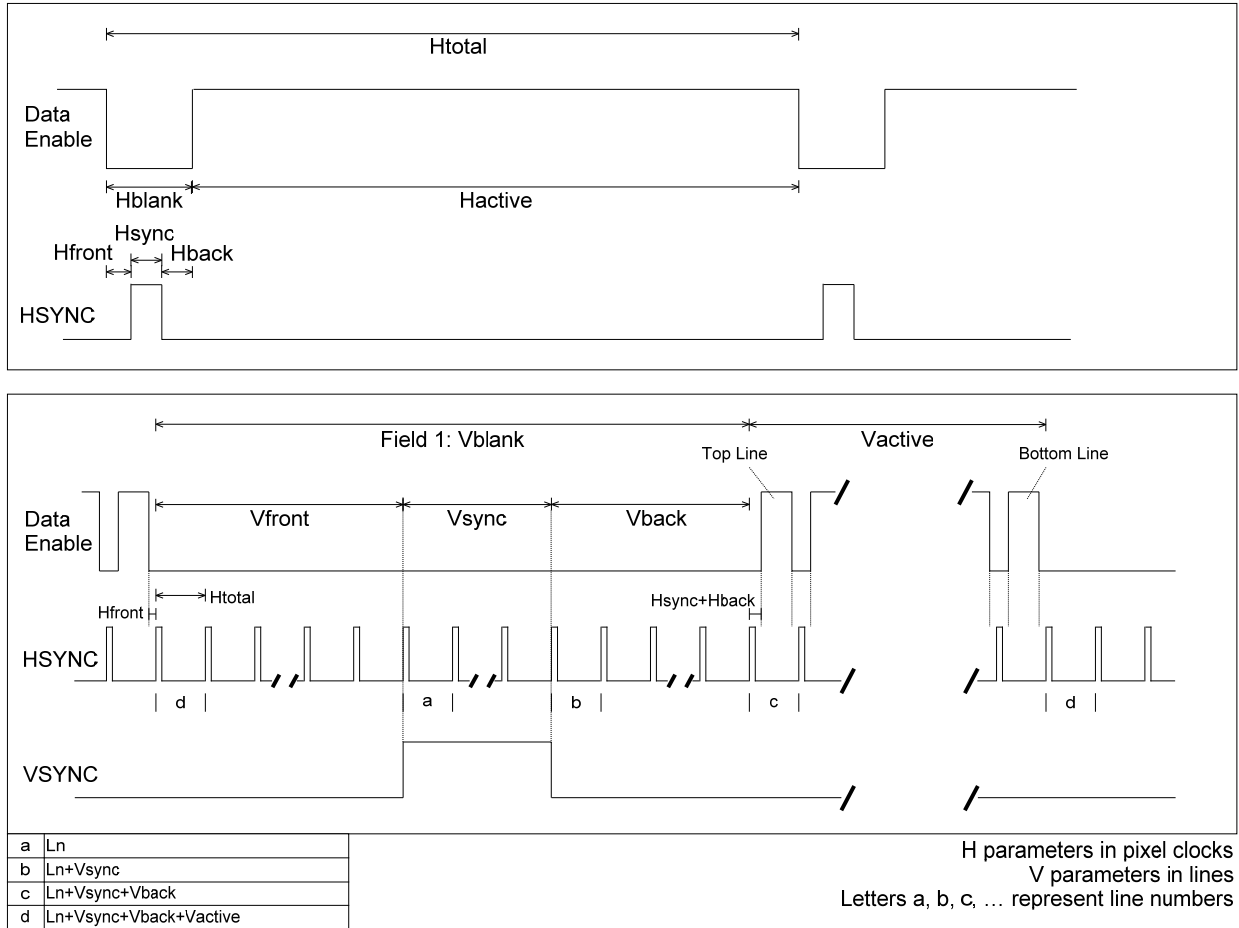 Htotal
Data
Enable
Hblank
Hactive
Hsync
Hfront
Hback
HSYNC
Field 1: Vblank
Vactive
Top Line
Bottom Line
Data
Enable
Vfront
Vsync
Vback
Hfront
Htotal
Hsync+Hback
HSYNC
d
a
b
c
d
VSYNC
a Ln
b Ln+Vsync
c Ln+Vsync+Vback
d Ln+Vsync+Vback+Vactive
H parameters in pixel clocks
V parameters in lines
Letters a, b, c, … represent line numbers